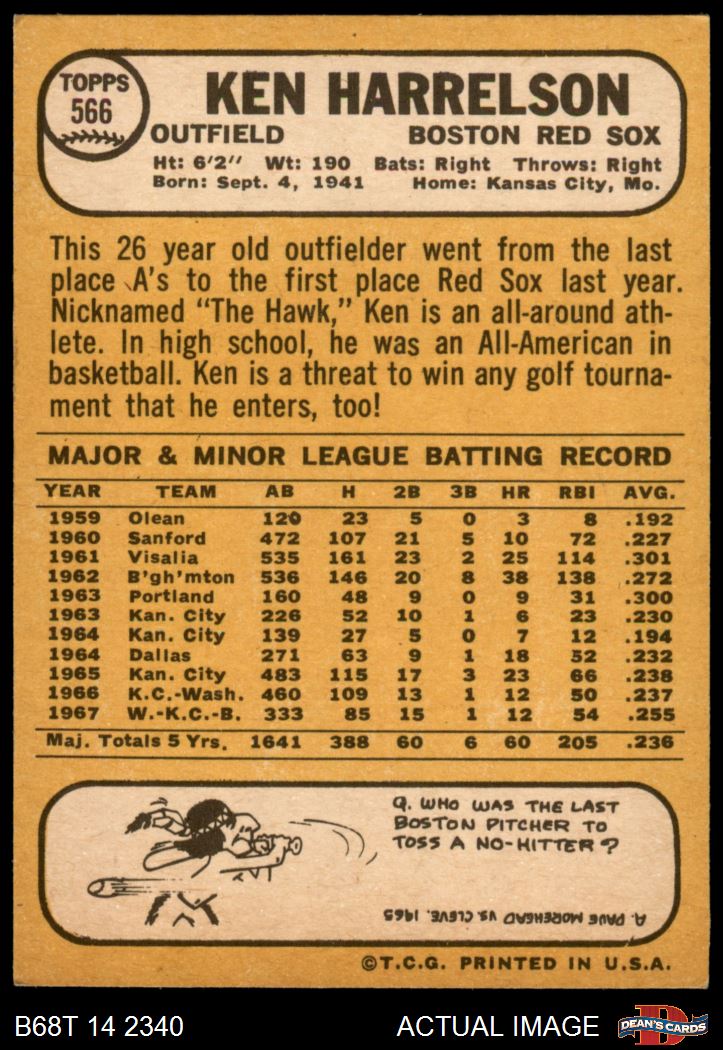 TOPPS
566
KEN HARRELSON
OUTFIELD BOSTON RED SOX
Ht: 6'2" Wt: 190 Bats: Right Throws: Right
Born: Sept. 4, 1941 Home: Kansas City, Mo.
This 26 year old outfielder went from the last
place A's to the first place Red Sox last year.
Nicknamed "The Hawk," Ken is an all-around ath-
lete. In high school, he was an All-American in
basketball. Ken is a threat to win any golf tourna-
ment that he enters, too!
MAJOR & MINOR LEAGUE BATTING RECORD
YEAR TEAM AB H 2B 3B HR RBI AVG.
1959 Olean 120 23 5 0 3 8 .192
1960 Sanford 472 107 21 5 10 72 .227
1961 Visalia 535 161 23 2 25 114 .301
1962 B'gh'mton 536 146 20 8 38 138 .272
1963 Portland 160 48 9 0 9 31 .300
1963 Kan. City 226 52 10 1 6 23 .230
1964 Kan. City 139 27 5 0 7 12 .194
1964 Dallas 271 63 9 1 18 52 .232
1965 Kan. City 483 115 17 3 23 66 .238
1966 K.C.-Wash. 460 109 13 1 12 50 .237
1967 W.-K.C.-B. 333 85 15 1 12 54 .255
Maj. Totals 5 Yrs. 1641 388 60 6 60 205 .236
Q. WHO WAS THE LAST
BOSTON PITCHER TO
TOSS A NO-HITTER?
A. DAVE MOREHEAD VS. CLEVE. 1965
©T.C.G. PRINTED IN U.S.A.
B68T 14 2340 ACTUAL IMAGE DEAN'S CARDS